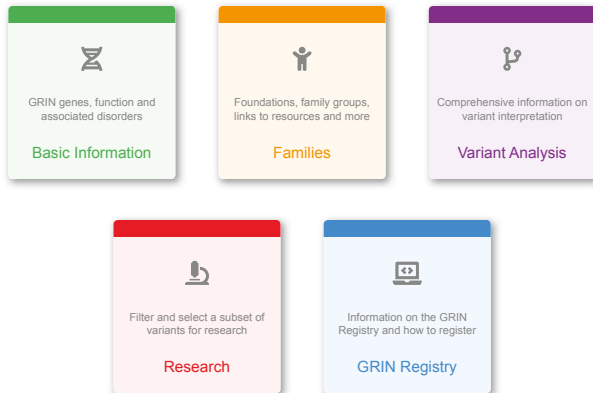 GRIN genes, function and
associated disorders
Basic Information
Foundations, family groups,
links to resources and more
Families
Comprehensive information on
variant interpretation
Variant Analysis
Filter and select a subset of
variants for research
Research
Information on the GRIN
Registry and how to register
GRIN Registry